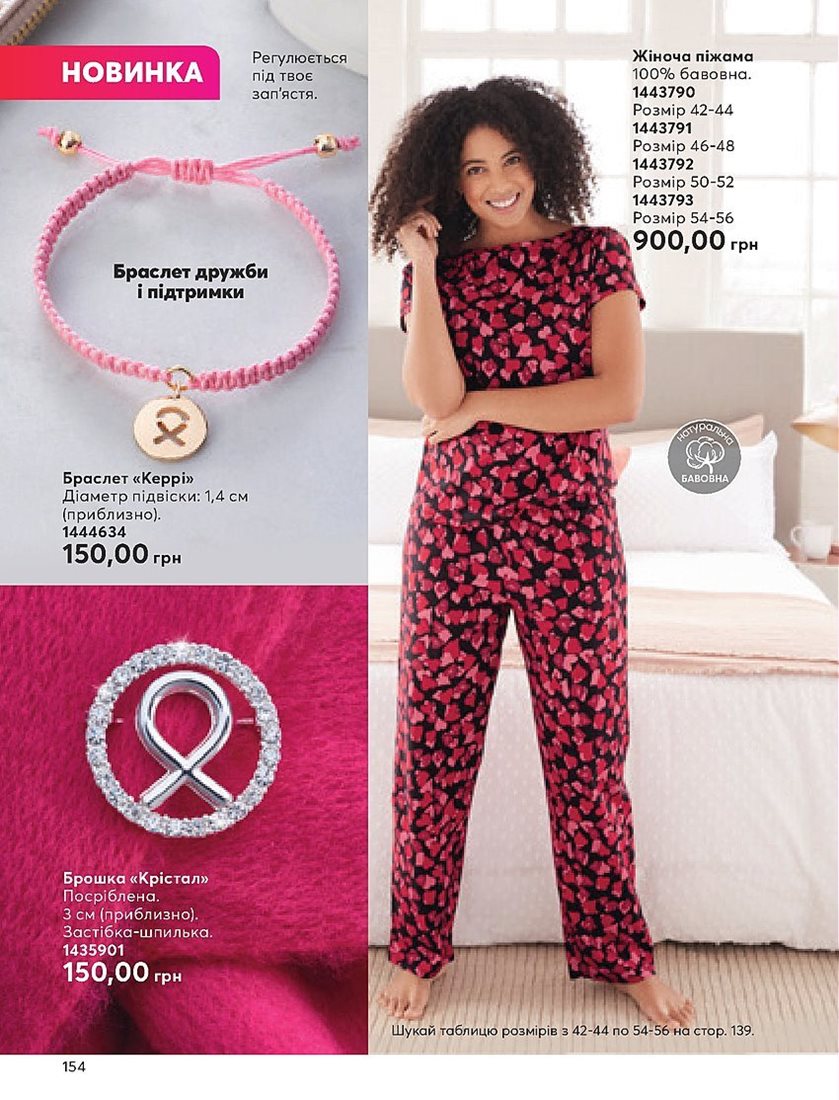 НОВИНКА
Регулюється
під твоє
зап'ястя.
Браслет дружби
і підтримки
Браслет «Керрі»
Діаметр підвіски: 1,4 см
(приблизно).
1444634
150,00 грн
Брошка «Крістал»
Посріблена.
3 см (приблизно).
Застібка-шпилька.
1435901
150,00 грн
Жіноча піжама
100% бавовна.
1443790
Розмір 42-44
1443791
Розмір 46-48
1443792
Розмір 50-52
1443793
Розмір 54-56
900,00 грн
натуральна
БАВОВНА
Шукай таблицю розмірів з 42-44 по 54-56 на стор. 139.
154